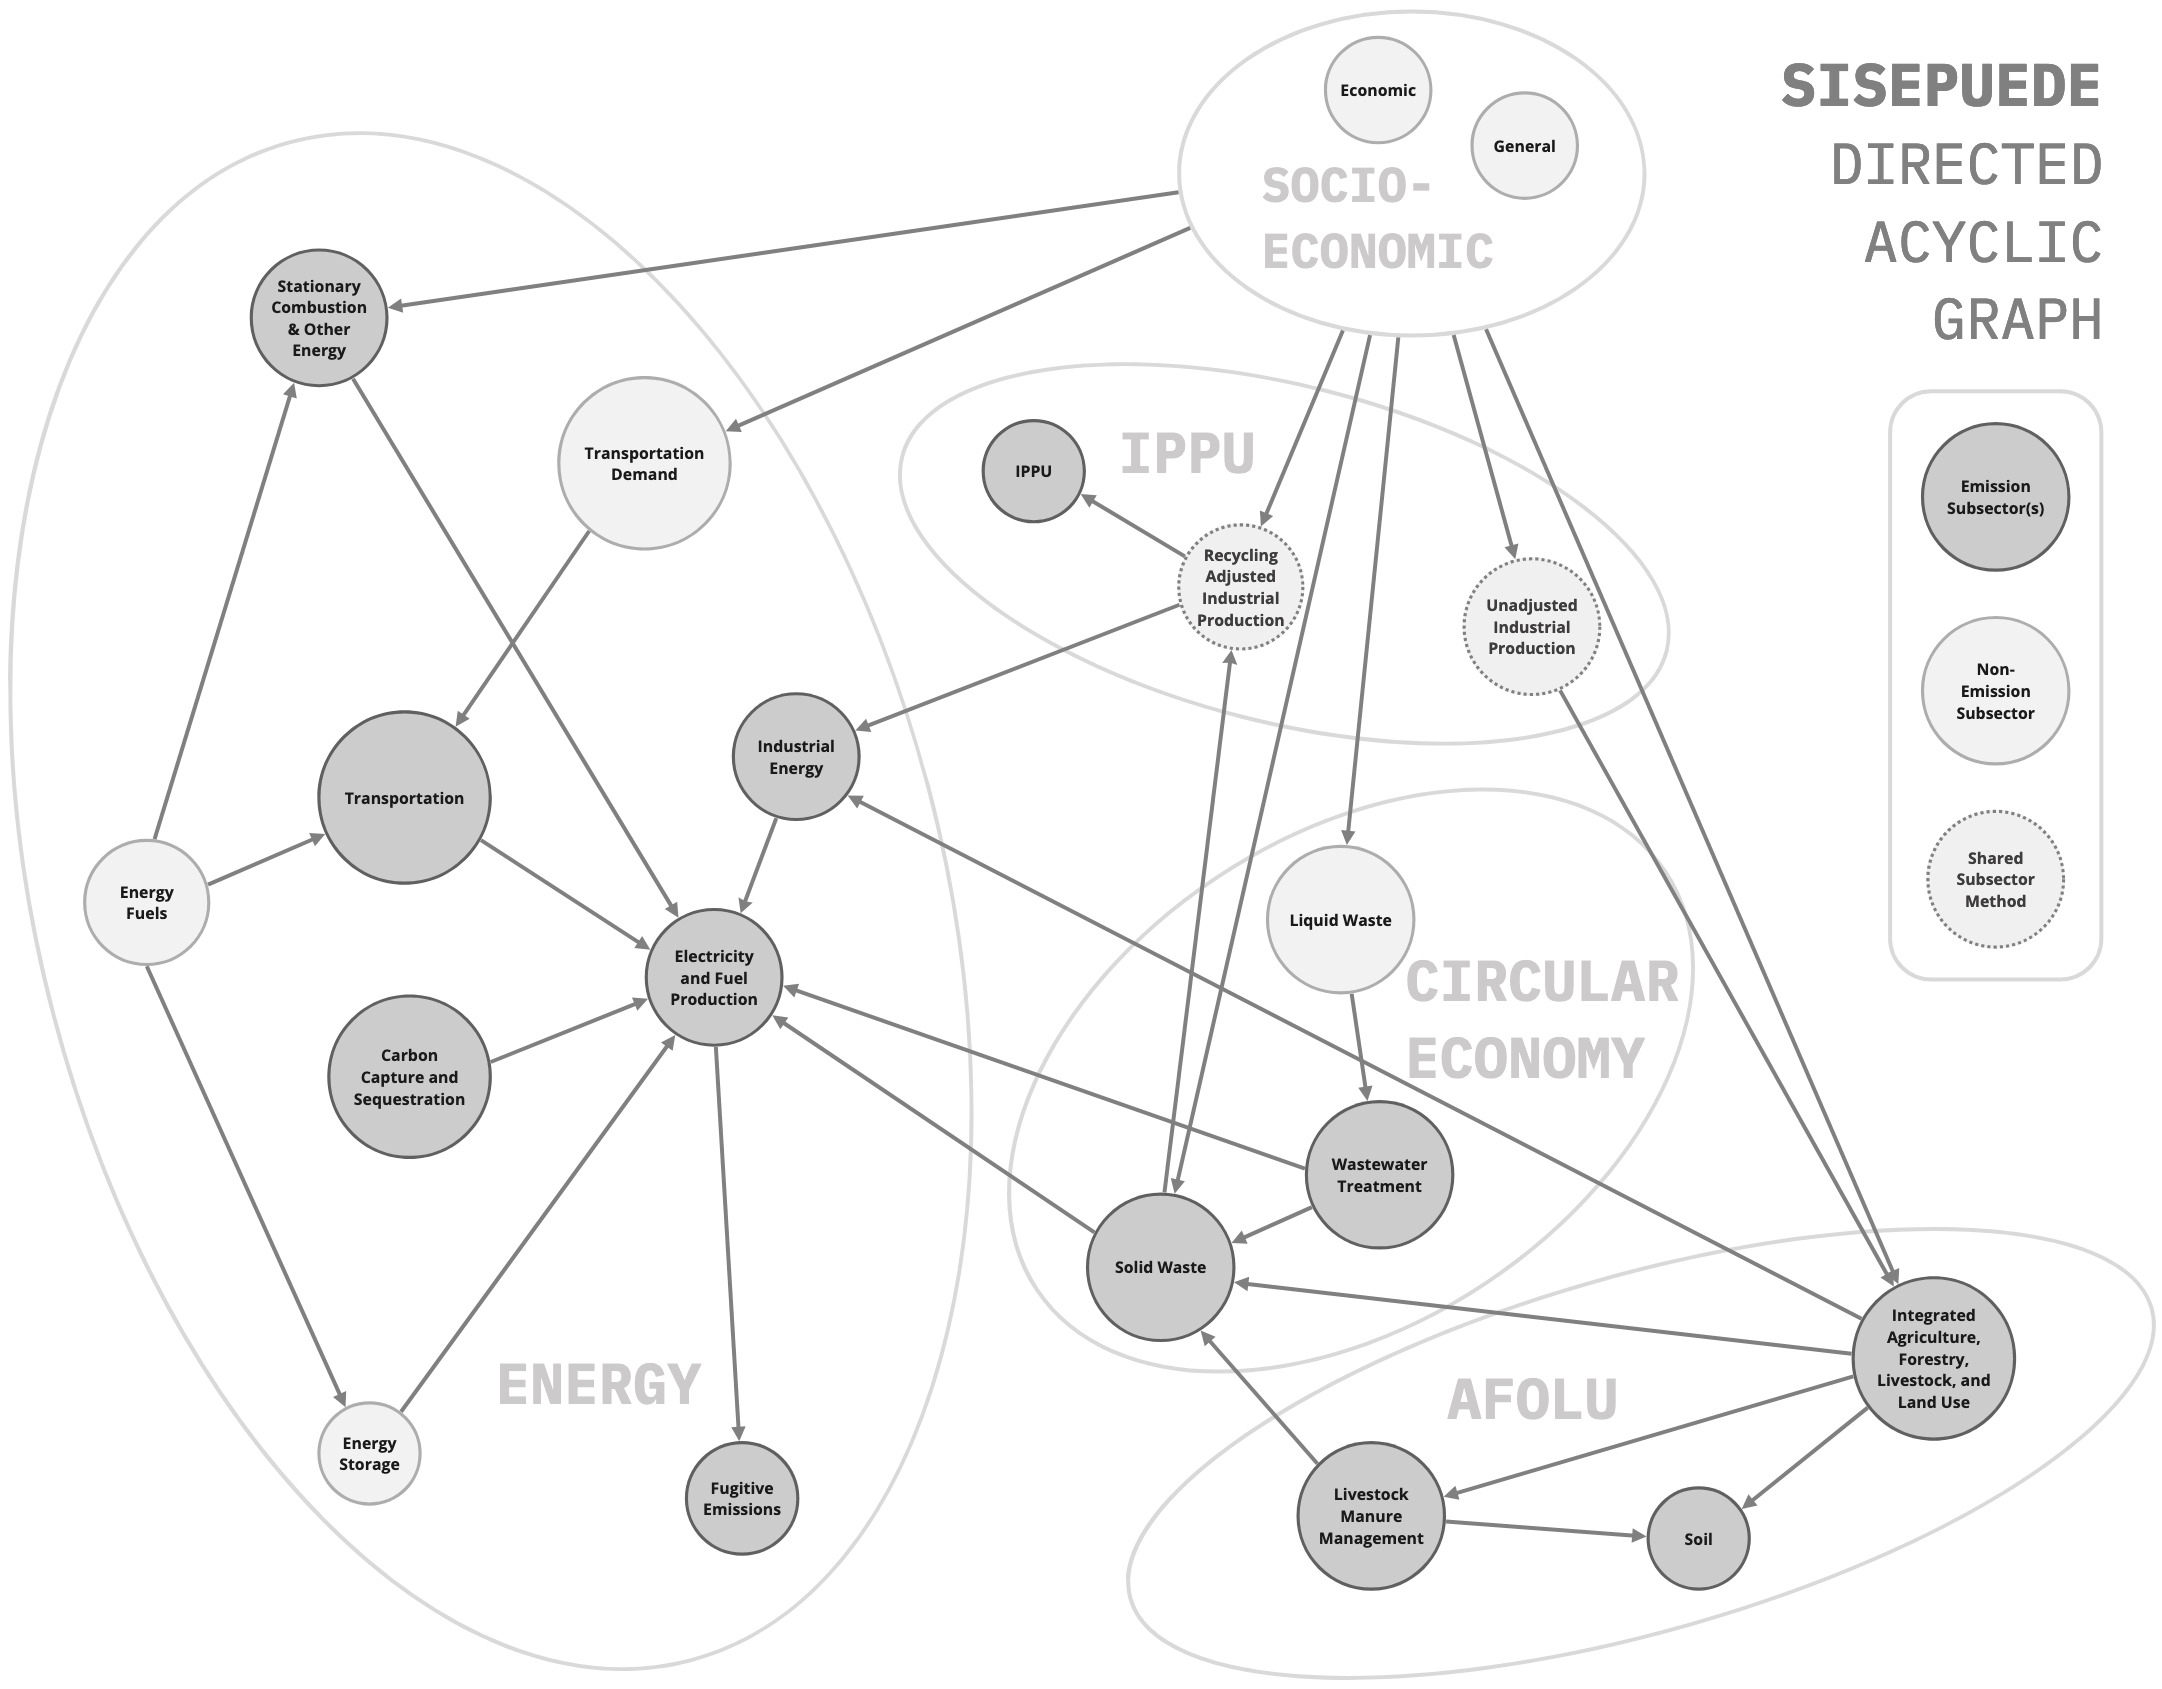 SISEPUEDE
DIRECTED
ACYCLIC
GRAPH
Economic
General
SOCIO-
ECONOMIC
Stationary
Combustion
& Other
Energy
Transportation
Demand
IPPU
IPPU
Recycling
Adjusted
Industrial
Production
Unadjusted
Industrial
Production
Emission
Subsector(s)
Non-
Emission
Subsector
Shared
Subsector
Method
Industrial
Energy
Transportation
Energy
Fuels
Electricity
and Fuel
Production
Carbon
Capture and
Sequestration
Liquid Waste
CIRCULAR
ECONOMY
Wastewater
Treatment
Solid Waste
ENERGY
Energy
Storage
Fugitive
Emissions
AFOLU
Integrated
Agriculture,
Forestry,
Livestock, and
Land Use
Livestock
Manure
Management
Soil